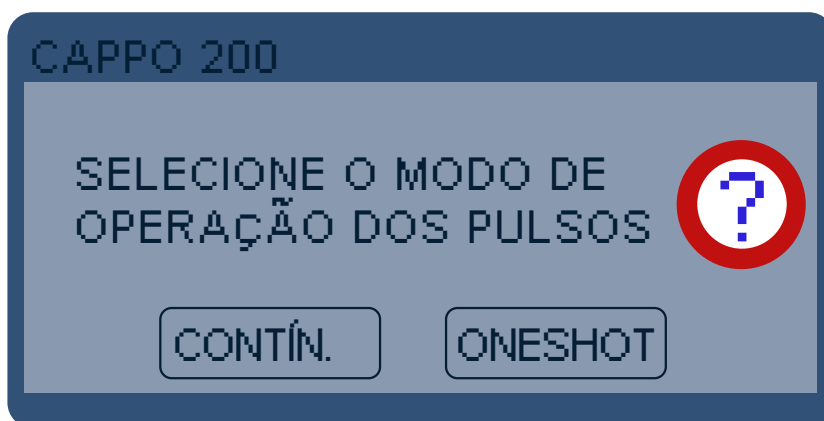 CAPPO 200
SELECIONE O MODO DE
OPERAÇÃO DOS PULSOS
?
CONTÍN. ONESHOT